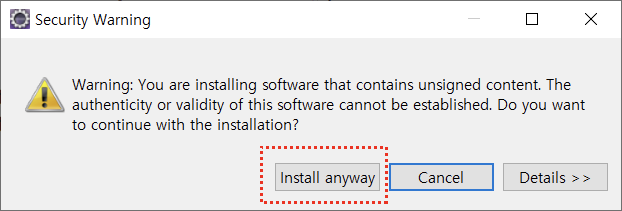 Security Warning
Warning: You are installing software that contains unsigned content. The
authenticity or validity of this software cannot be established. Do you want
to continue with the installation?
Install anyway
Cancel
Details >>